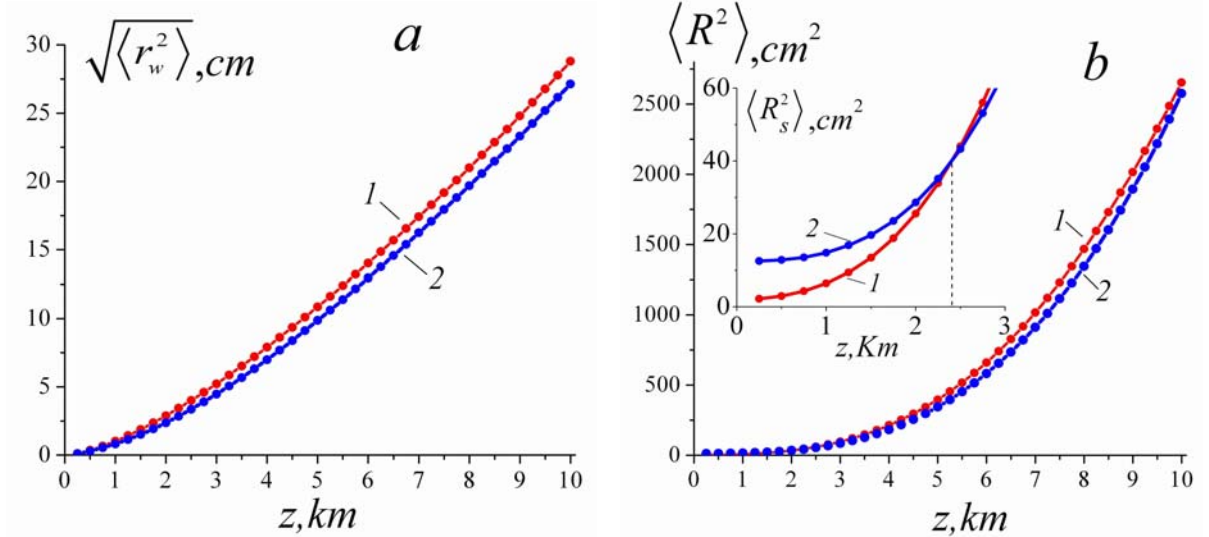 √⟨r_w^2⟩, cm
a
30
25
20
15
10
5
0
1
2
0 1 2 3 4 5 6 7 8 9 10
z, km
⟨R^2⟩, cm^2
b
2500
2000
1500
1000
500
0
60
40
20
0
⟨R_s^2⟩, cm^2
2
1
0 1 2 3
z, Km
1
2
0 1 2 3 4 5 6 7 8 9 10
z, km